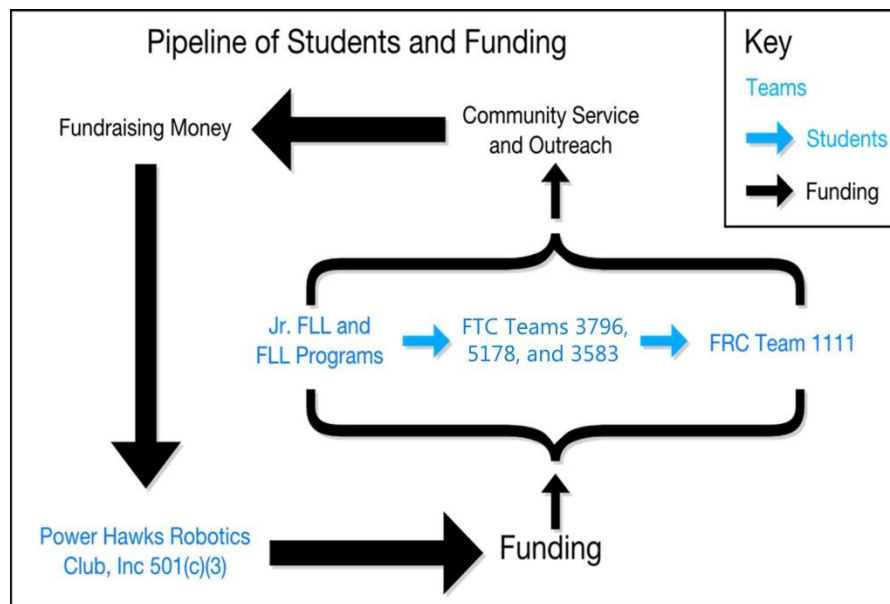 Pipeline of Students and Funding
Key
Teams
Students
Funding
Fundraising Money
Community Service
and Outreach
Jr. FLL and
FLL Programs
FTC Teams 3796,
5178, and 3583
FRC Team 1111
Power Hawks Robotics
Club, Inc 501(c)(3)
Funding